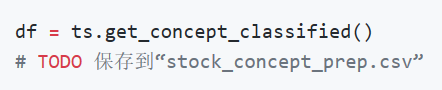 df = ts.get_concept_classified()
# TODO 保存到“stock_concept_prep.csv”